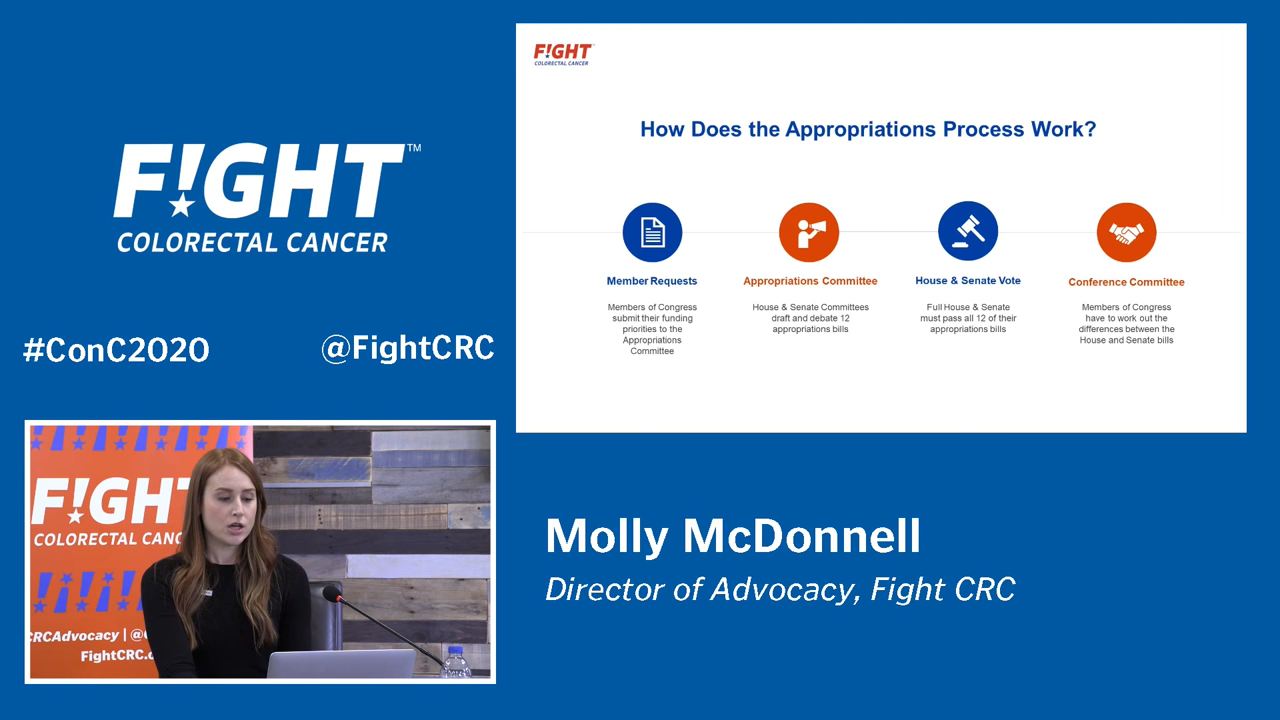 F!GHT™
COLORECTAL CANCER
#ConC2020
@FightCRC
F!GHT
COLORECTAL CANC
CRCAdvocacy | @
FightCRC.c
F!GHT
COLORECTAL CANCER
How Does the Appropriations Process Work?
Member Requests
Members of Congress
submit their funding
priorities to the
Appropriations
Committee
Appropriations Committee
House & Senate Committees
draft and debate 12
appropriations bills
House & Senate Vote
Full House & Senate
must pass all 12 of their
appropriations bills
Conference Committee
Members of Congress
have to work out the
differences between the
House and Senate bills
Molly McDonnell
Director of Advocacy, Fight CRC